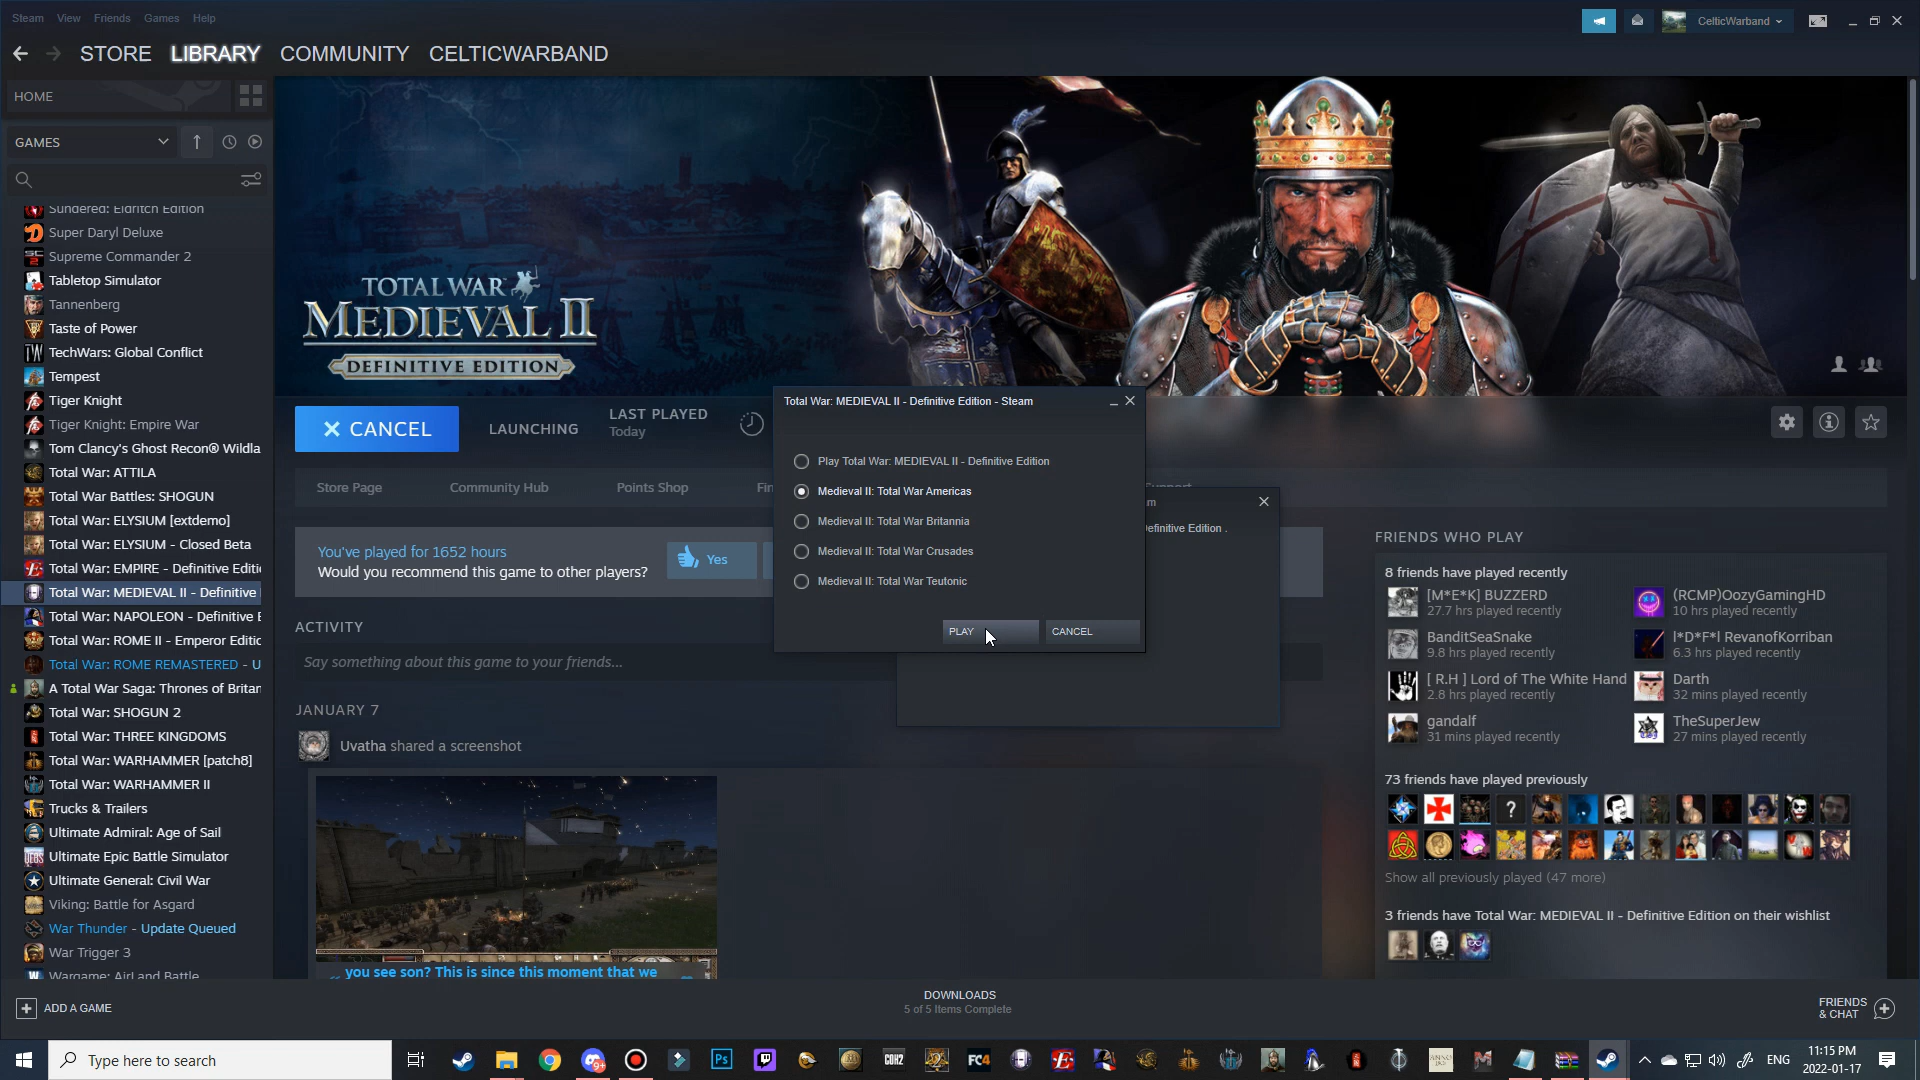 Steam View Friends Games Help
CelticWarband
STORE LIBRARY COMMUNITY CELTICWARBAND
HOME
GAMES
Sundered: Eldritch Edition
Super Daryl Deluxe
Supreme Commander 2
Tabletop Simulator
Tannenberg
Taste of Power
TechWars: Global Conflict
Tempest
Tiger Knight
Tiger Knight: Empire War
Tom Clancy's Ghost Recon® Wildla
Total War: ATTILA
Total War Battles: SHOGUN
Total War: ELYSIUM [extdemo]
Total War: ELYSIUM - Closed Beta
Total War: EMPIRE - Definitive Editi
Total War: MEDIEVAL II - Definitive
Total War: NAPOLEON - Definitive E
Total War: ROME II - Emperor Editic
Total War: ROME REMASTERED - U
A Total War Saga: Thrones of Britar
Total War: SHOGUN 2
Total War: THREE KINGDOMS
Total War: WARHAMMER [patch8]
Total War: WARHAMMER II
Trucks & Trailers
Ultimate Admiral: Age of Sail
Ultimate Epic Battle Simulator
Ultimate General: Civil War
Viking: Battle for Asgard
War Thunder - Update Queued
War Trigger 3
Wargame: AirLand Battle
ADD A GAME
TOTAL WAR
MEDIEVAL II
DEFINITIVE EDITION
CANCEL
LAUNCHING
LAST PLAYED
Today
Store Page Community Hub Points Shop Fin Support
You've played for 1652 hours
Would you recommend this game to other players?
Yes
ACTIVITY
Say something about this game to your friends...
JANUARY 7
Uvatha shared a screenshot
you see son? This is since this moment that we
Total War: MEDIEVAL II - Definitive Edition - Steam
Play Total War: MEDIEVAL II - Definitive Edition
Medieval II: Total War Americas
Medieval II: Total War Britannia
Medieval II: Total War Crusades
Medieval II: Total War Teutonic
PLAY CANCEL
m
Definitive Edition .
FRIENDS WHO PLAY
8 friends have played recently
[M*E*K] BUZZERD
27.7 hrs played recently
(RCMP)OozyGamingHD
10 hrs played recently
BanditSeaSnake
9.8 hrs played recently
I*D*F*I RevanofKorriban
6.3 hrs played recently
[ R.H ] Lord of The White Hand
2.8 hrs played recently
Darth
32 mins played recently
gandalf
31 mins played recently
TheSuperJew
27 mins played recently
73 friends have played previously
Show all previously played (47 more)
3 friends have Total War: MEDIEVAL II - Definitive Edition on their wishlist
DOWNLOADS
5 of 5 Items Complete
FRIENDS
& CHAT
Type here to search
9+
Ps
COH2
FC4
ENG
11:15 PM
2022-01-17